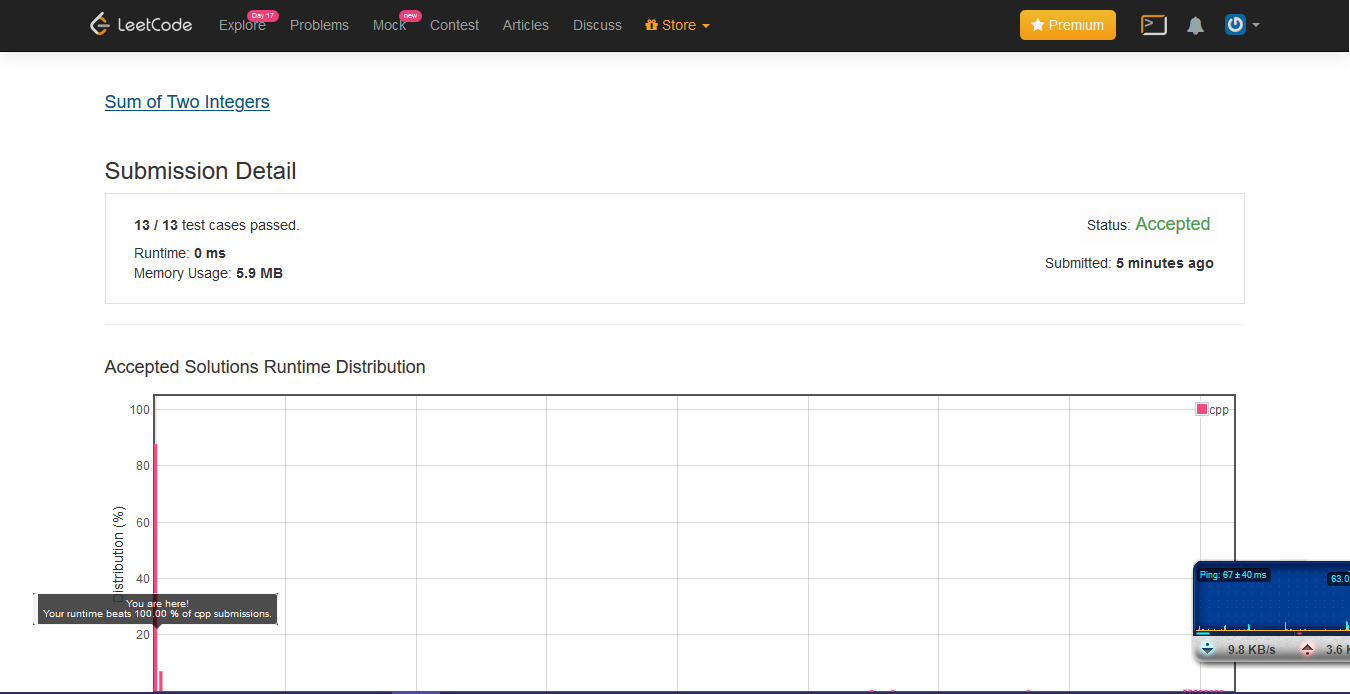 LeetCode Explore Day 17 Problems Mock new Contest Articles Discuss Store Premium
Sum of Two Integers
Submission Detail
13 / 13 test cases passed.
Status: Accepted
Runtime: 0 ms
Memory Usage: 5.9 MB
Submitted: 5 minutes ago
Accepted Solutions Runtime Distribution
100
cpp
80
60
40
20
Distribution (%)
You are here!
Your runtime beats 100.00 % of cpp submissions.
Ping: 67 ± 40 ms
63.0
9.8 KB/s
3.6 K